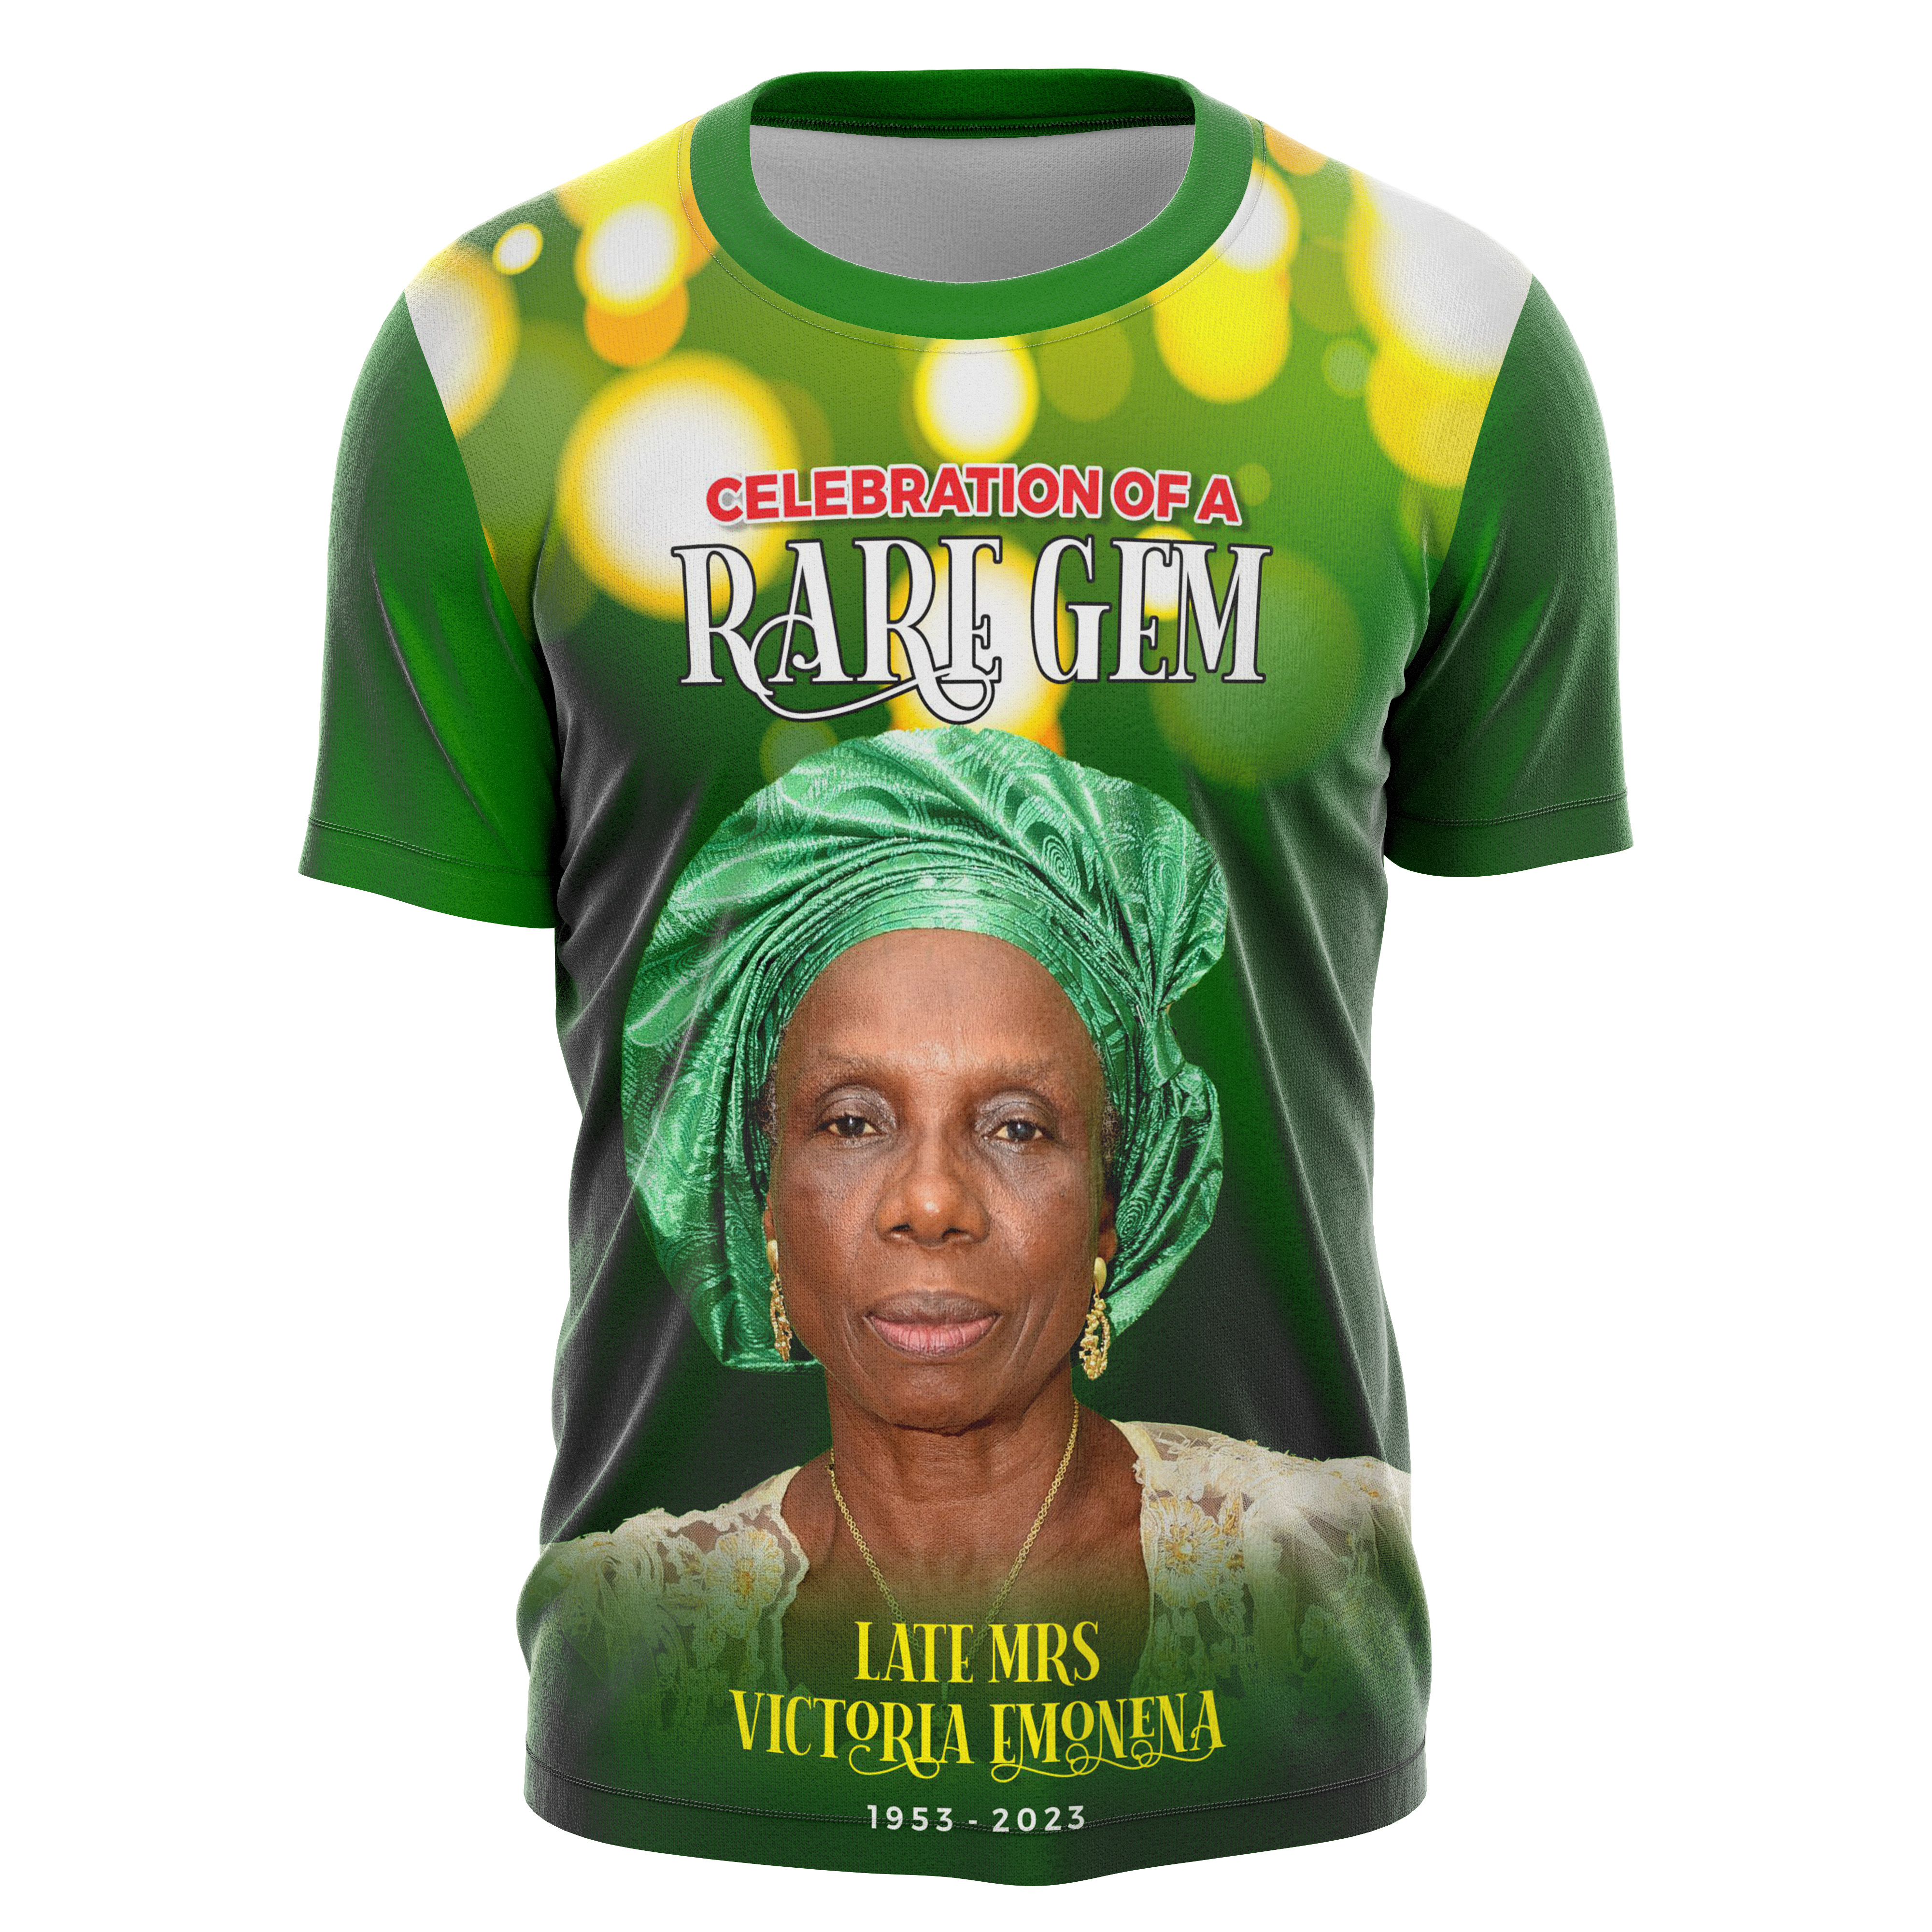 CELEBRATION OF A
RARE GEM
LATE MRS
VICTORIA EMONENA
1953 - 2023